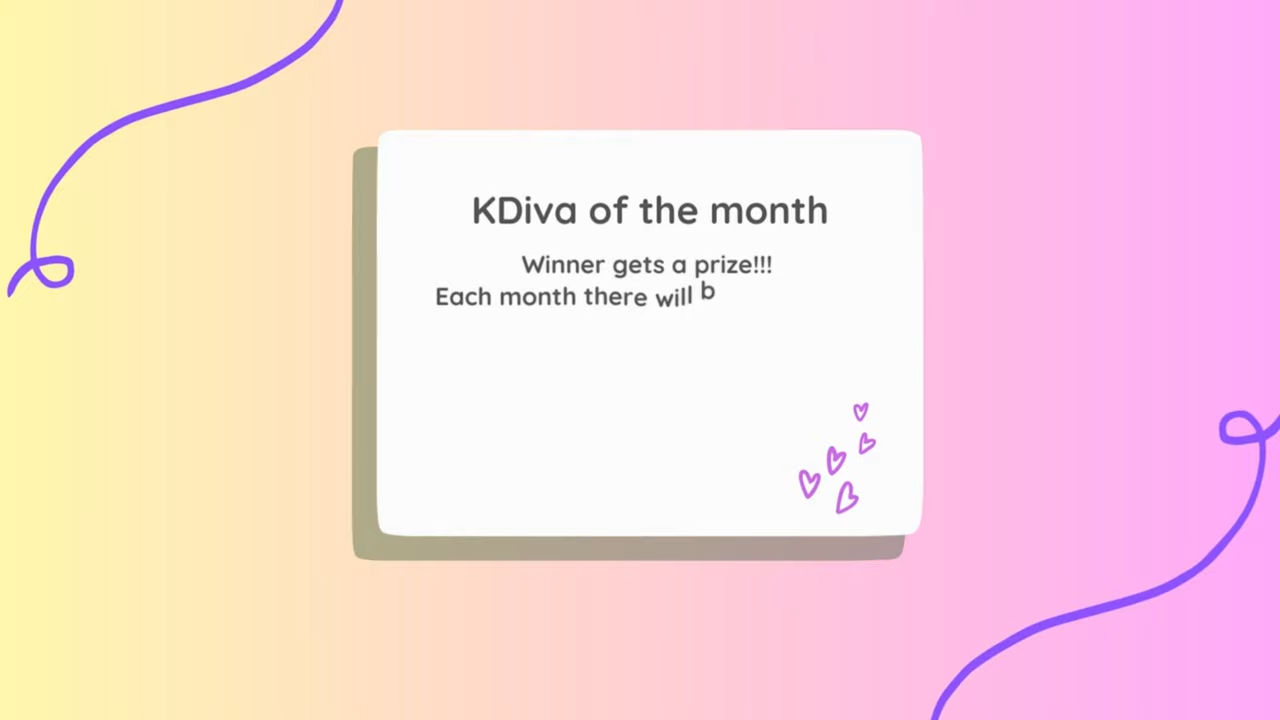 KDiva of the month
Winner gets a prize!!!
Each month there will b